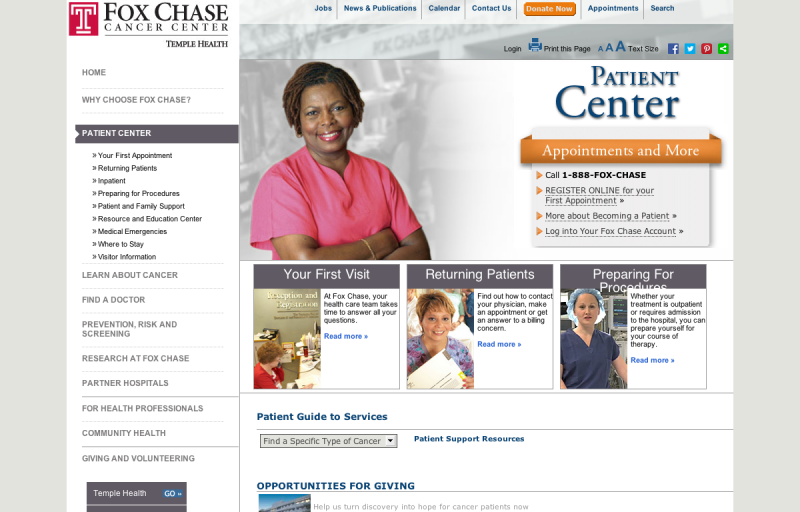 FOX CHASE
CANCER CENTER
TEMPLE HEALTH
Jobs
News & Publications
Calendar
Contact Us
Donate Now
Appointments
Search
Login
Print this Page
A A A Text Size
HOME
WHY CHOOSE FOX CHASE?
PATIENT CENTER
» Your First Appointment
» Returning Patients
» Inpatient
» Preparing for Procedures
» Patient and Family Support
» Resource and Education Center
» Medical Emergencies
» Where to Stay
» Visitor Information
LEARN ABOUT CANCER
FIND A DOCTOR
PREVENTION, RISK AND
SCREENING
RESEARCH AT FOX CHASE
PARTNER HOSPITALS
FOR HEALTH PROFESSIONALS
COMMUNITY HEALTH
GIVING AND VOLUNTEERING
Temple Health GO »
PATIENT
Center
Appointments and More
Call 1-888-FOX-CHASE
REGISTER ONLINE for your
First Appointment »
More about Becoming a Patient »
Log into Your Fox Chase Account »
Your First Visit
Reception and
Registration
At Fox Chase, your
health care team takes
time to answer all your
questions.
Read more »
Returning Patients
Find out how to contact
your physician, make
an appointment or get
an answer to a billing
concern.
Read more »
Preparing For
Procedures
Whether your
treatment is outpatient
or requires admission
to the hospital, you can
prepare yourself for
your course of
therapy.
Read more »
Patient Guide to Services
Find a Specific Type of Cancer
Patient Support Resources
OPPORTUNITIES FOR GIVING
Help us turn discovery into hope for cancer patients now